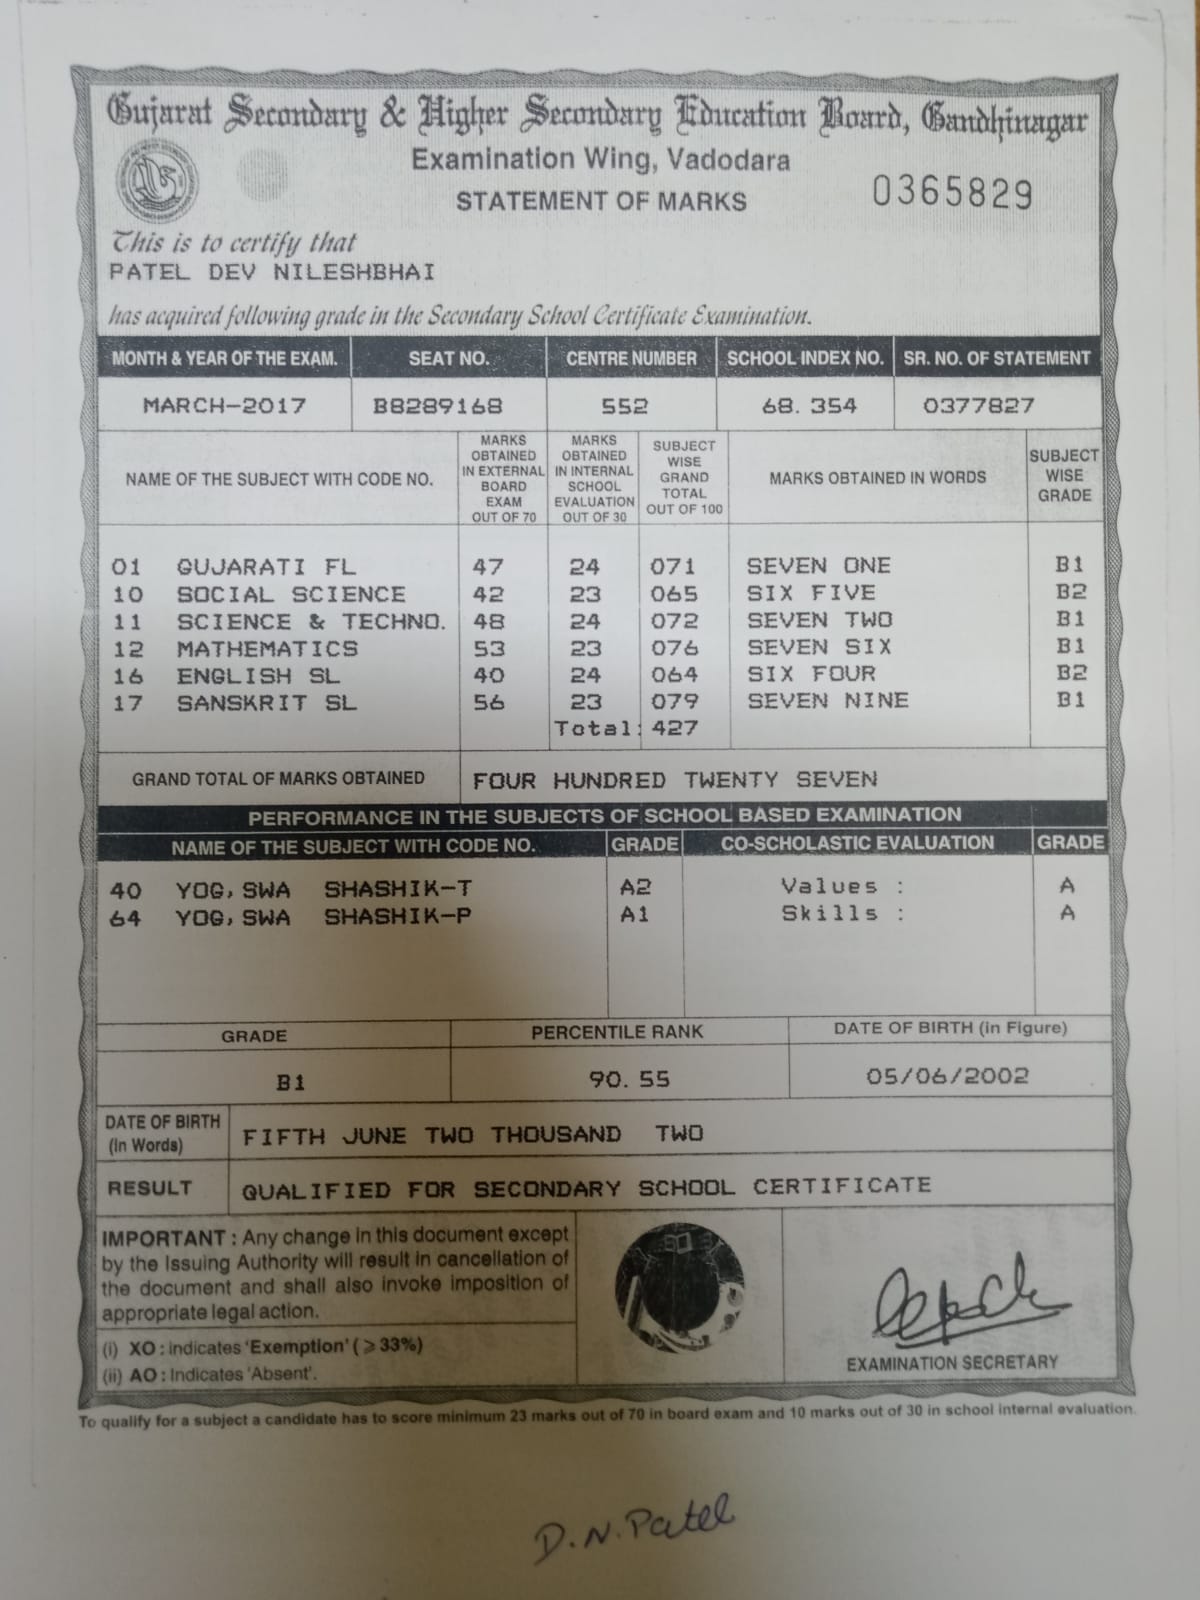 Gujarat Secondary & Higher Secondary Education Board, Gandhinagar
Examination Wing, Vadodara
STATEMENT OF MARKS
0365829
This is to certify that
PATEL DEV NILESHBHAI
has acquired following grade in the Secondary School Certificate Examination.
MONTH & YEAR OF THE EXAM. SEAT NO. CENTRE NUMBER SCHOOL INDEX NO. SR. NO. OF STATEMENT
MARCH-2017 B8289168 552 68. 354 0377827
NAME OF THE SUBJECT WITH CODE NO.
MARKS
OBTAINED
IN EXTERNAL
BOARD
EXAM
OUT OF 70
MARKS
OBTAINED
IN INTERNAL
SCHOOL
EVALUATION
OUT OF 30
SUBJECT
WISE
GRAND
TOTAL
OUT OF 100
MARKS OBTAINED IN WORDS
SUBJECT
WISE
GRADE
01 GUJARATI FL 47 24 071 SEVEN ONE B1
10 SOCIAL SCIENCE 42 23 065 SIX FIVE B2
11 SCIENCE & TECHNO. 48 24 072 SEVEN TWO B1
12 MATHEMATICS 53 23 076 SEVEN SIX B1
16 ENGLISH SL 40 24 064 SIX FOUR B2
17 SANSKRIT SL 56 23 079 SEVEN NINE B1
Total: 427
GRAND TOTAL OF MARKS OBTAINED FOUR HUNDRED TWENTY SEVEN
PERFORMANCE IN THE SUBJECTS OF SCHOOL BASED EXAMINATION
NAME OF THE SUBJECT WITH CODE NO. GRADE CO-SCHOLASTIC EVALUATION GRADE
40 YOG, SWA SHASHIK-T A2 Values : A
64 YOG, SWA SHASHIK-P A1 Skills : A
GRADE PERCENTILE RANK DATE OF BIRTH (in Figure)
B1 90. 55 05/06/2002
DATE OF BIRTH
(In Words)
FIFTH JUNE TWO THOUSAND TWO
RESULT QUALIFIED FOR SECONDARY SCHOOL CERTIFICATE
IMPORTANT : Any change in this document except
by the Issuing Authority will result in cancellation of
the document and shall also invoke imposition of
appropriate legal action.
(i) XO : indicates 'Exemption' (⩾33%)
(ii) AO : Indicates 'Absent'.
EXAMINATION SECRETARY
To qualify for a subject a candidate has to score minimum 23 marks out of 70 in board exam and 10 marks out of 30 in school internal evaluation.
D.N.Patel